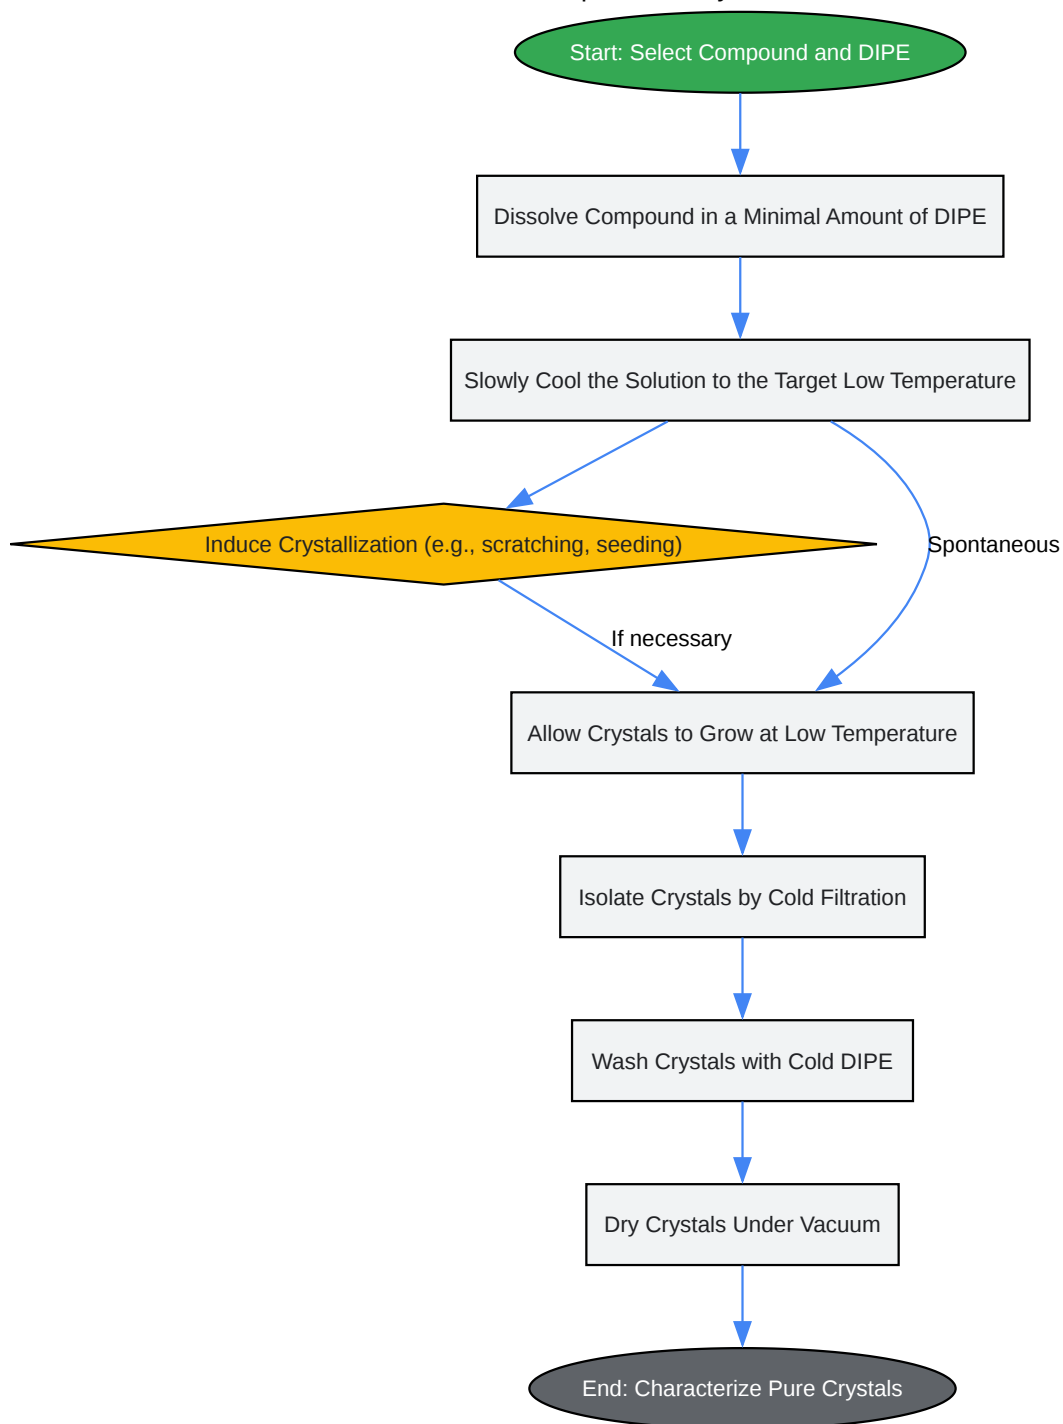 Start: Select Compound and DIPE
Dissolve Compound in a Minimal Amount of DIPE
Slowly Cool the Solution to the Target Low Temperature
Induce Crystallization (e.g., scratching, seeding)
Spontaneous
If necessary
Allow Crystals to Grow at Low Temperature
Isolate Crystals by Cold Filtration
Wash Crystals with Cold DIPE
Dry Crystals Under Vacuum
End: Characterize Pure Crystals